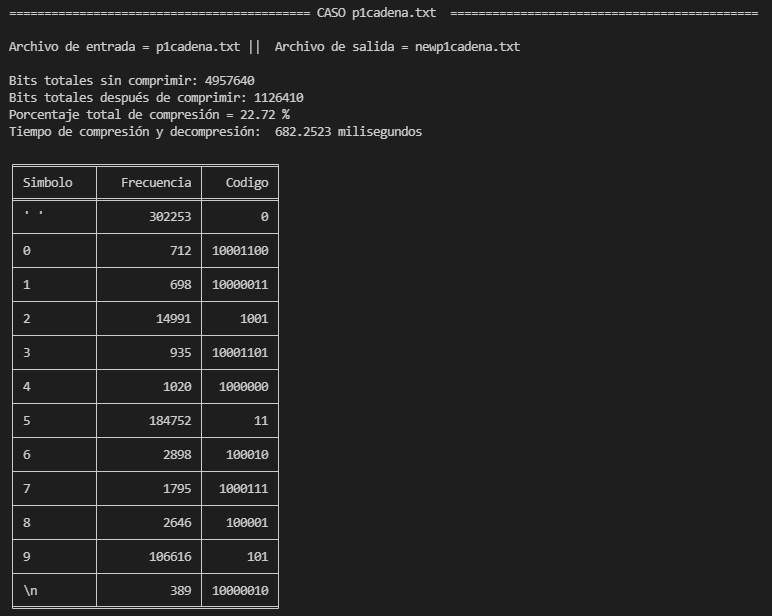 =========================================== CASO p1cadena.txt ============================================
Archivo de entrada = p1cadena.txt || Archivo de salida = newp1cadena.txt
Bits totales sin comprimir: 4957640
Bits totales después de comprimir: 1126410
Porcentaje total de compresión = 22.72 %
Tiempo de compresión y decompresión: 682.2523 milisegundos
Simbolo Frecuencia Codigo
' ' 302253 0
0 712 10001100
1 698 10000011
2 14991 1001
3 935 10001101
4 1020 1000000
5 184752 11
6 2898 100010
7 1795 1000111
8 2646 100001
9 106616 101
\n 389 10000010